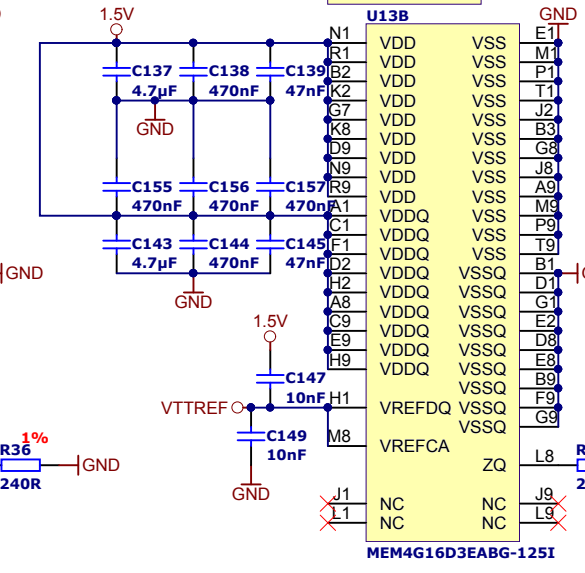 1.5V
U13B
GND
N1 VDD VSS E1
R1 VDD VSS M1
C137 C138 C139 B2 VDD VSS P1
4.7µF 470nF 47nF K2 VDD VSS T1
G7 VDD VSS J2
GND K8 VDD VSS B3
D9 VDD VSS G8
N9 VDD VSS J8
C155 C156 C157 R9 VDD VSS A9
470nF 470nF 470nF A1 VDDQ VSS M9
C1 VDDQ VSS P9
C143 C144 C145 F1 VDDQ VSS T9
4.7µF 470nF 47nF D2 VDDQ VSSQ B1
GND
H2 VDDQ VSSQ D1
GND A8 VDDQ VSSQ G1
1.5V C9 VDDQ VSSQ E2
E9 VDDQ VSSQ D8
H9 VDDQ VSSQ E8
C147 VSSQ B9
10nF
VTTREF H1 VREFDQ VSSQ F9
VSSQ G9
C149 M8 VREFCA
10nF
1%
R36 GND
240R
ZQ L8
GND
J1 NC NC J9
L1 NC NC L9
MEM4G16D3EABG-125I